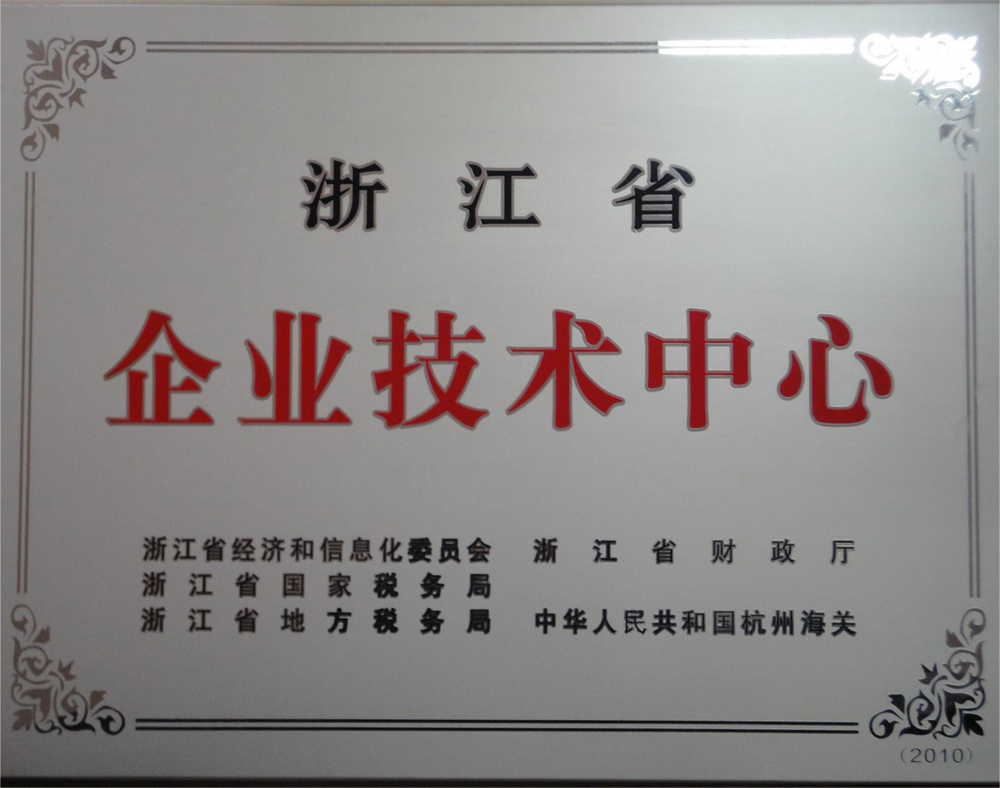 浙江省
企业技术中心
浙江省经济和信息化委员会 浙江省财政厅
浙江省国家税务局
浙江省地方税务局 中华人民共和国杭州海关
（2010）